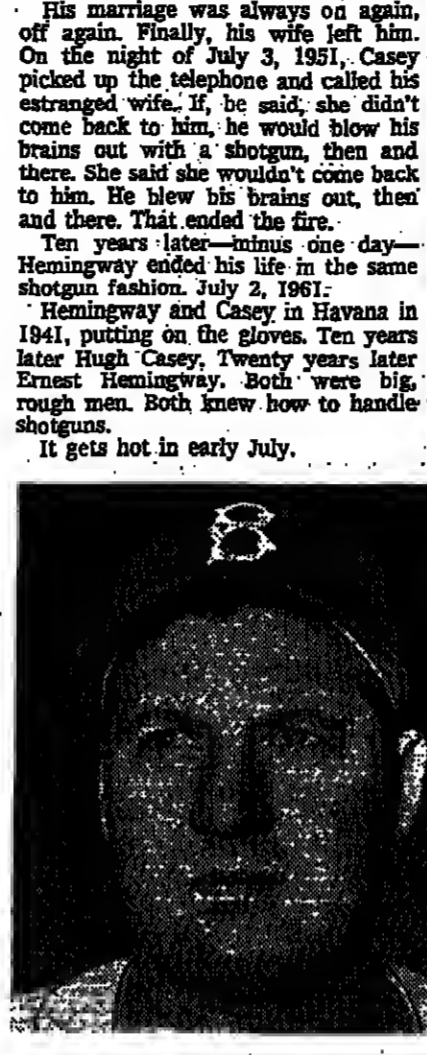 His marriage was always on again,
off again. Finally, his wife left him.
On the night of July 3, 1951, Casey
picked up the telephone and called his
estranged wife. If, he said, she didn't
come back to him, he would blow his
brains out with a shotgun, then and
there. She said she wouldn't come back
to him. He blew his brains out, then
and there. That ended the fire.
Ten years later—minus one day—
Hemingway ended his life in the same
shotgun fashion. July 2, 1961.
Hemingway and Casey in Havana in
1941, putting on the gloves. Ten years
later Hugh Casey. Twenty years later
Ernest Hemingway. Both were big,
rough men. Both knew how to handle
shotguns.
It gets hot in early July.
B